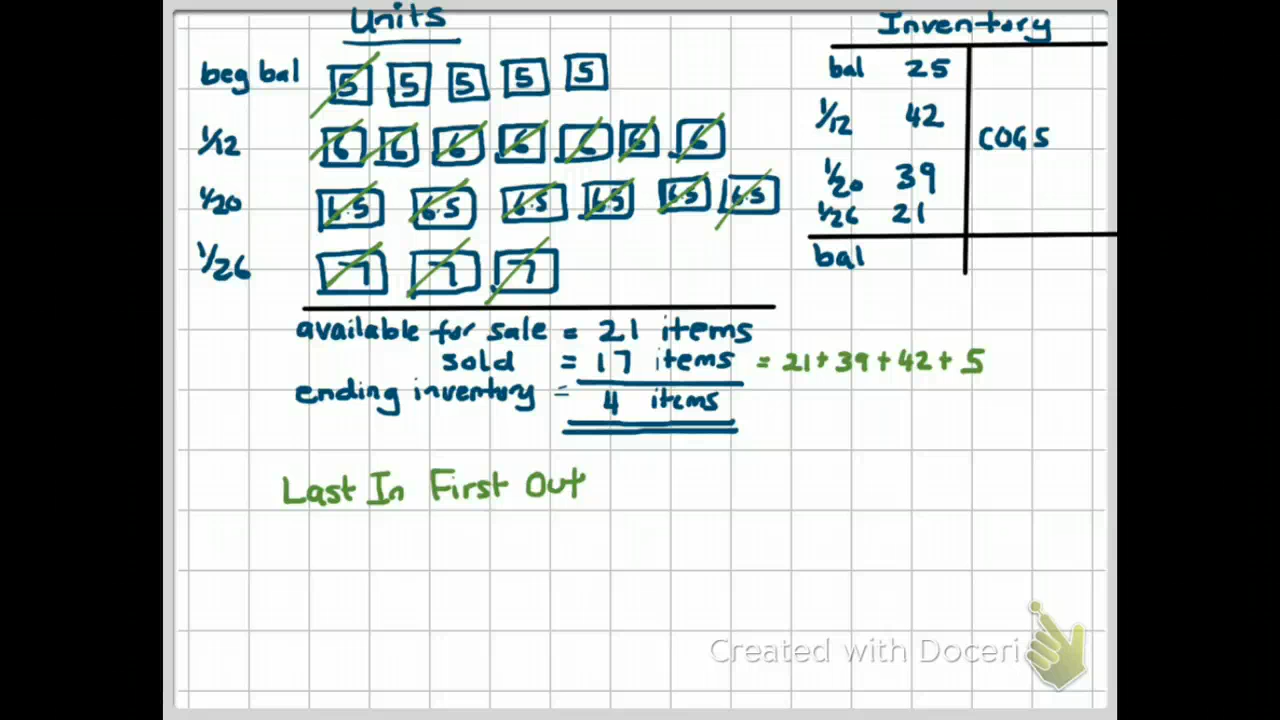 Units
beg bal 5 5 5 5 5
1/12 6 6 6 6 6 6 6
1/20 6.5 6.5 6.5 6.5 6.5 6.5
1/26 7 7 7
available for sale = 21 items
sold = 17 items = 21 + 39 + 42 + 5
ending inventory = 4 items
Last In First Out
Inventory
bal 25
1/12 42
COGS
1/20 39
1/26 21
bal
Created with Doceri